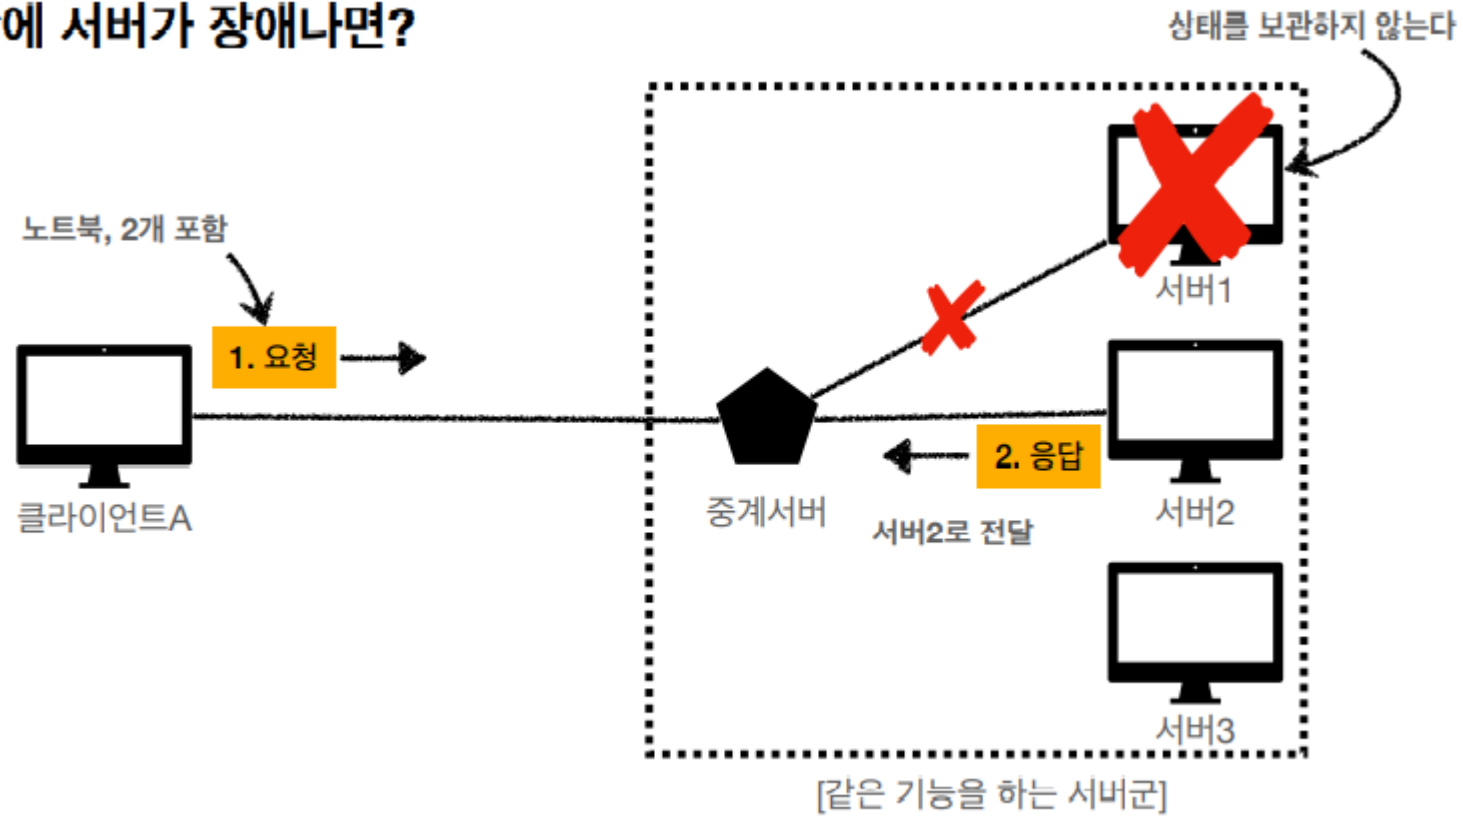 에 서버가 장애나면?
상태를 보관하지 않는다
노트북, 2개 포함
1. 요청
서버1
클라이언트A
중계서버
2. 응답
서버2로 전달
서버2
서버3
[같은 기능을 하는 서버군]